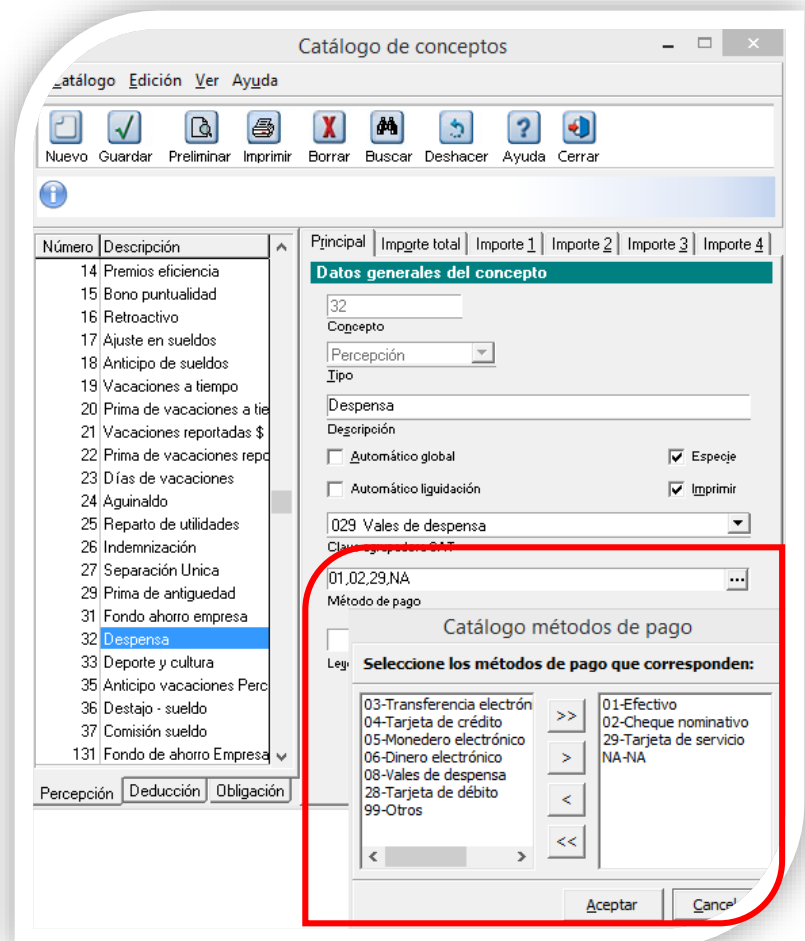 Catálogo de conceptos
Catálogo Edición Ver Ayuda
Nuevo Guardar Preliminar Imprimir Borrar Buscar Deshacer Ayuda Cerrar
Número Descripción
14 Premios eficiencia
15 Bono puntualidad
16 Retroactivo
17 Ajuste en sueldos
18 Anticipo de sueldos
19 Vacaciones a tiempo
20 Prima de vacaciones a tie
21 Vacaciones reportadas $
22 Prima de vacaciones repo
23 Días de vacaciones
24 Aguinaldo
25 Reparto de utilidades
26 Indemnización
27 Separación Unica
29 Prima de antiguedad
31 Fondo ahorro empresa
32 Despensa
33 Deporte y cultura
35 Anticipo vacaciones Perc
36 Destajo - sueldo
37 Comisión sueldo
131 Fondo de ahorro Empresa
Percepción Deducción Obligación
Principal Importe total Importe 1 Importe 2 Importe 3 Importe 4
Datos generales del concepto
32
Concepto
Percepción
Tipo
Despensa
Descripción
Automático global Especie
Automático liquidación Imprimir
029 Vales de despensa
Clave agrupadora SAT
01,02,29,NA
...
Método de pago
Leye
Catálogo métodos de pago
Seleccione los métodos de pago que corresponden:
03-Transferencia electrón
04-Tarjeta de crédito
05-Monedero electrónico
06-Dinero electrónico
08-Vales de despensa
28-Tarjeta de débito
99-Otros
>>
>
<
<<
01-Efectivo
02-Cheque nominativo
29-Tarjeta de servicio
NA-NA
Aceptar Cancel